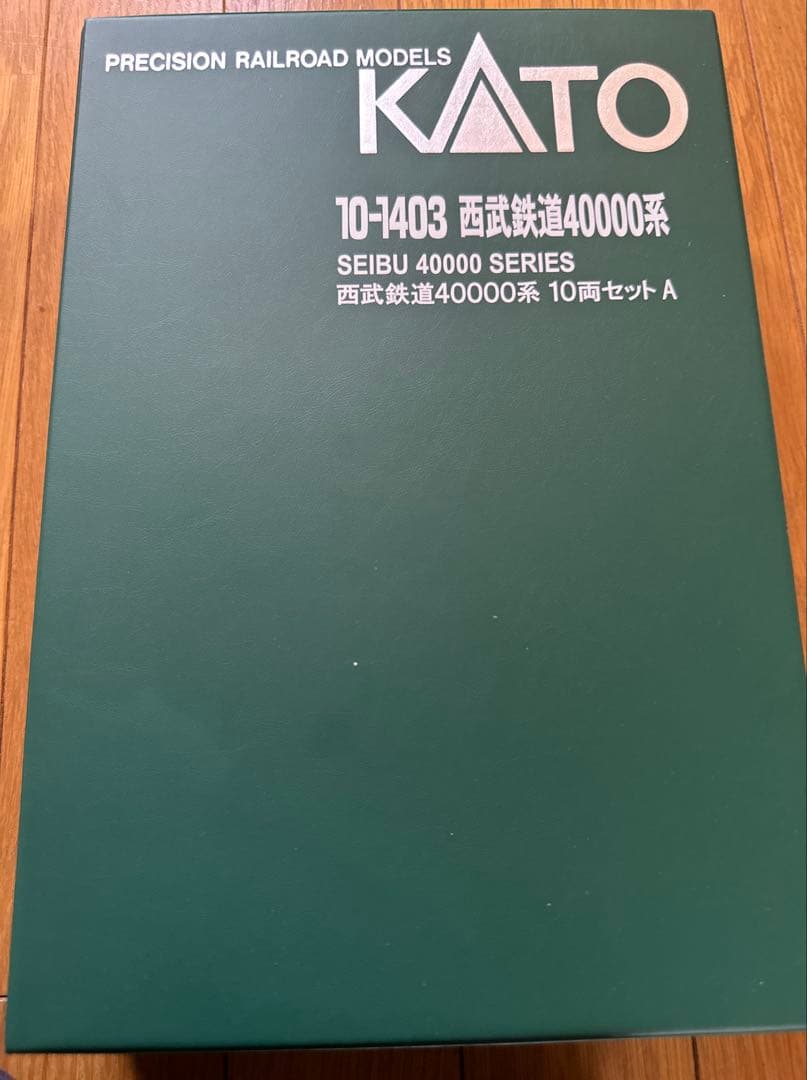 PRECISION RAILROAD MODELS
KATO
10-1403 西武鉄道40000系
SEIBU 40000 SERIES
西武鉄道40000系 10両セット A